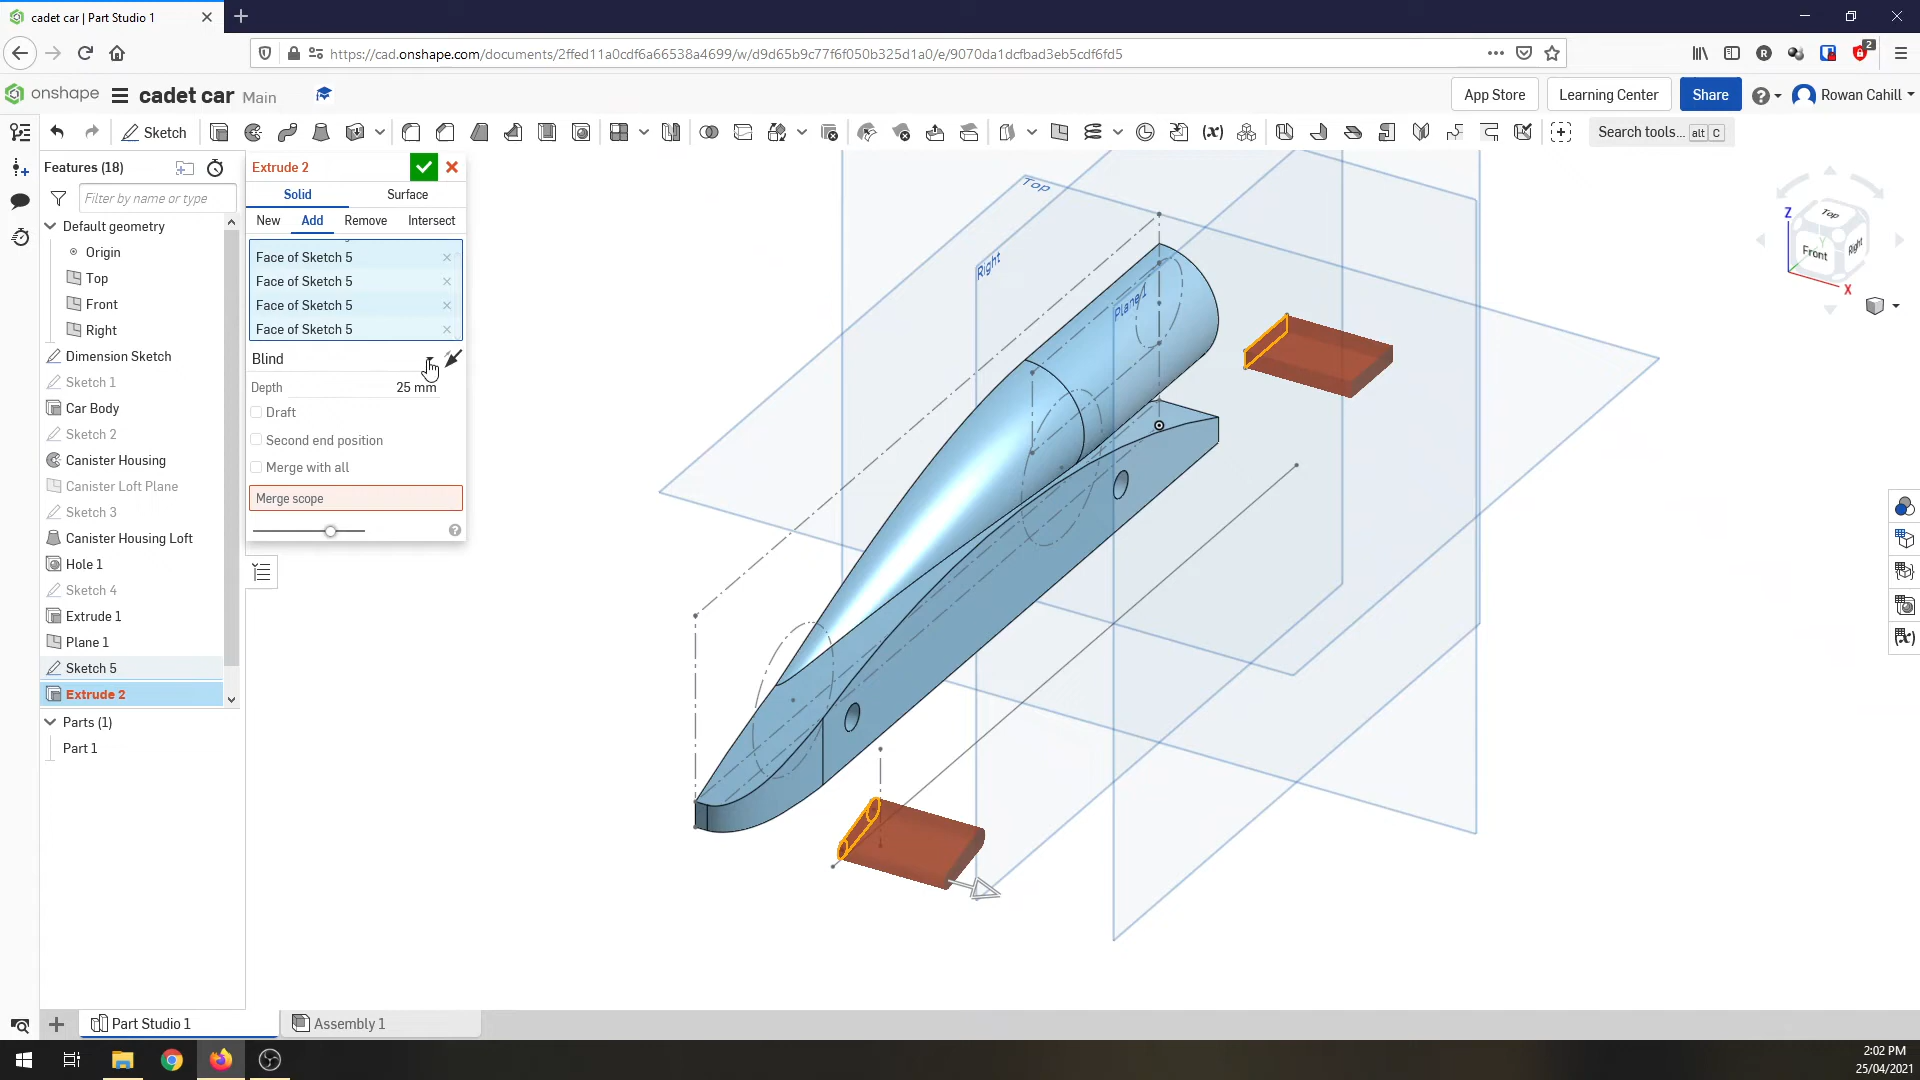 cadet car | Part Studio 1
https://cad.onshape.com/documents/2ffed11a0cdf6a66538a4699/w/d9d65b9c77f6f050b325d1a0/e/9070da1dcfbad3eb5cdf6fd5
2
onshape
cadet car Main
App Store
Learning Center
Share
Rowan Cahill
Sketch
Search tools... alt C
Features (18)
Filter by name or type
Default geometry
Origin
Top
Front
Right
Dimension Sketch
Sketch 1
Car Body
Sketch 2
Canister Housing
Canister Loft Plane
Sketch 3
Canister Housing Loft
Hole 1
Sketch 4
Extrude 1
Plane 1
Sketch 5
Extrude 2
Parts (1)
Part 1
Extrude 2
Solid
Surface
New
Add
Remove
Intersect
Face of Sketch 5
Face of Sketch 5
Face of Sketch 5
Face of Sketch 5
Blind
Depth
25 mm
Draft
Second end position
Merge with all
Merge scope
Top
Right
Plane 1
Z
Top
Front
Right
Y
X
Part Studio 1
Assembly 1
2:02 PM
25/04/2021